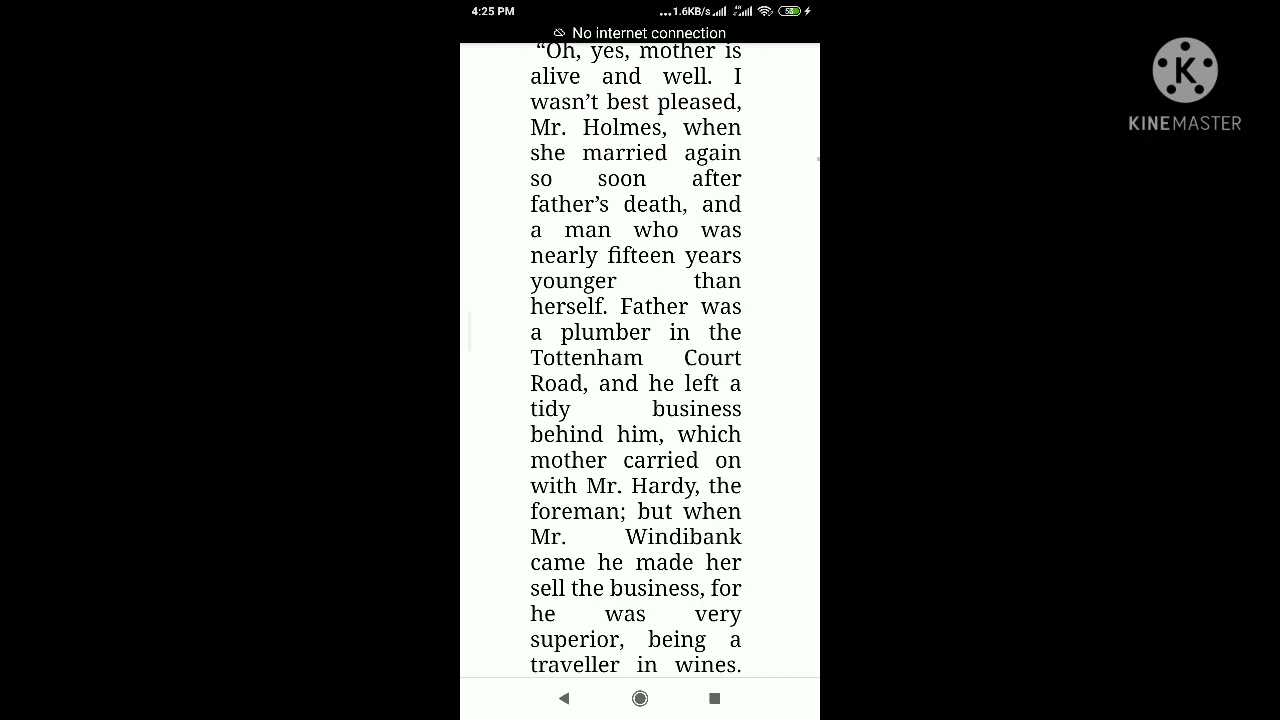 4:25 PM
...1.6KB/s
4G
58
No internet connection
“Oh, yes, mother is
alive and well. I
wasn’t best pleased,
Mr. Holmes, when
she married again
so soon after
father’s death, and
a man who was
nearly fifteen years
younger than
herself. Father was
a plumber in the
Tottenham Court
Road, and he left a
tidy business
behind him, which
mother carried on
with Mr. Hardy, the
foreman; but when
Mr. Windibank
came he made her
sell the business, for
he was very
superior, being a
traveller in wines.
K
KINEMASTER